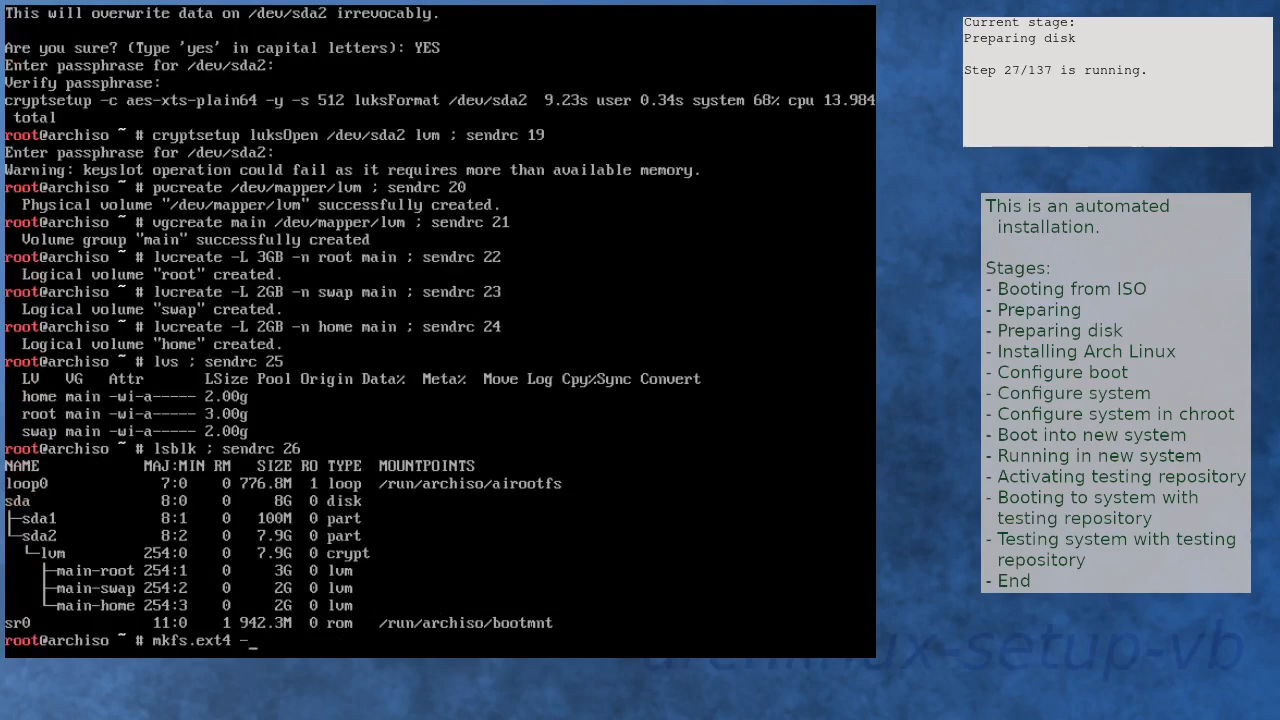 This will overwrite data on /dev/sda2 irrevocably.
Are you sure? (Type 'yes' in capital letters): YES
Enter passphrase for /dev/sda2:
Verify passphrase:
cryptsetup -c aes-xts-plain64 -y -s 512 luksFormat /dev/sda2  9.23s user 0.34s system 68% cpu 13.984
 total
root@archiso ~ # cryptsetup luksOpen /dev/sda2 lvm ; sendrc 19
Enter passphrase for /dev/sda2:
Warning: keyslot operation could fail as it requires more than available memory.
root@archiso ~ # pvcreate /dev/mapper/lvm ; sendrc 20
  Physical volume "/dev/mapper/lvm" successfully created.
root@archiso ~ # vgcreate main /dev/mapper/lvm ; sendrc 21
  Volume group "main" successfully created
root@archiso ~ # lvcreate -L 3GB -n root main ; sendrc 22
  Logical volume "root" created.
root@archiso ~ # lvcreate -L 2GB -n swap main ; sendrc 23
  Logical volume "swap" created.
root@archiso ~ # lvcreate -L 2GB -n home main ; sendrc 24
  Logical volume "home" created.
root@archiso ~ # lvs ; sendrc 25
  LV   VG   Attr       LSize Pool Origin Data%  Meta%  Move Log Cpy%Sync Convert
  home main -wi-a----- 2.00g
  root main -wi-a----- 3.00g
  swap main -wi-a----- 2.00g
root@archiso ~ # lsblk ; sendrc 26
NAME            MAJ:MIN RM   SIZE RO TYPE  MOUNTPOINTS
loop0             7:0    0 776.8M  1 loop  /run/archiso/airootfs
sda               8:0    0     8G  0 disk
├─sda1            8:1    0   100M  0 part
└─sda2            8:2    0   7.9G  0 part
  └─lvm         254:0    0   7.9G  0 crypt
    ├─main-root 254:1    0     3G  0 lvm
    ├─main-swap 254:2    0     2G  0 lvm
    └─main-home 254:3    0     2G  0 lvm
sr0              11:0    1 942.3M  0 rom   /run/archiso/bootmnt
root@archiso ~ # mkfs.ext4 -_
Current stage:
Preparing disk
Step 27/137 is running.
This is an automated
installation.
Stages:
- Booting from ISO
- Preparing
- Preparing disk
- Installing Arch Linux
- Configure boot
- Configure system
- Configure system in chroot
- Boot into new system
- Running in new system
- Activating testing repository
- Booting to system with
testing repository
- Testing system with testing
repository
- End
archlinux-setup-vb